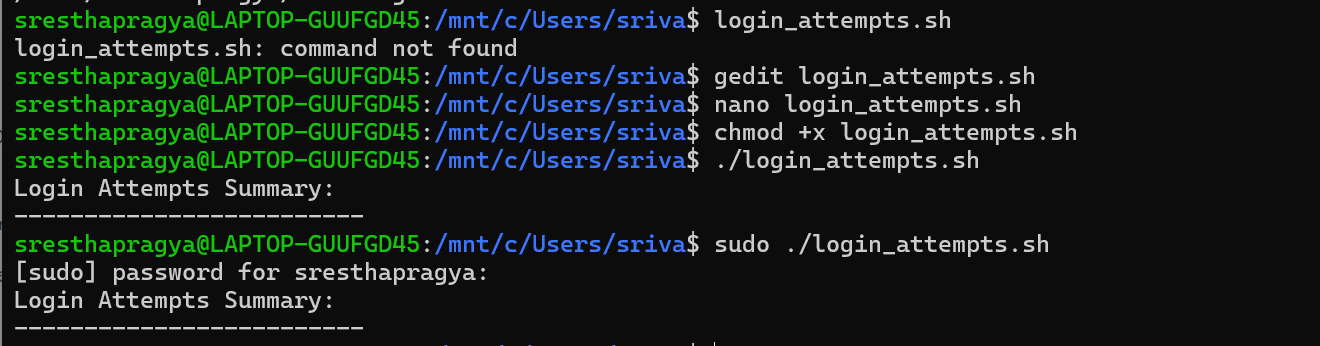 sresthapragya@LAPTOP-GUUFGD45:/mnt/c/Users/sriva$ login_attempts.sh
login_attempts.sh: command not found
sresthapragya@LAPTOP-GUUFGD45:/mnt/c/Users/sriva$ gedit login_attempts.sh
sresthapragya@LAPTOP-GUUFGD45:/mnt/c/Users/sriva$ nano login_attempts.sh
sresthapragya@LAPTOP-GUUFGD45:/mnt/c/Users/sriva$ chmod +x login_attempts.sh
sresthapragya@LAPTOP-GUUFGD45:/mnt/c/Users/sriva$ ./login_attempts.sh
Login Attempts Summary:
-------------------------
sresthapragya@LAPTOP-GUUFGD45:/mnt/c/Users/sriva$ sudo ./login_attempts.sh
[sudo] password for sresthapragya:
Login Attempts Summary:
-------------------------